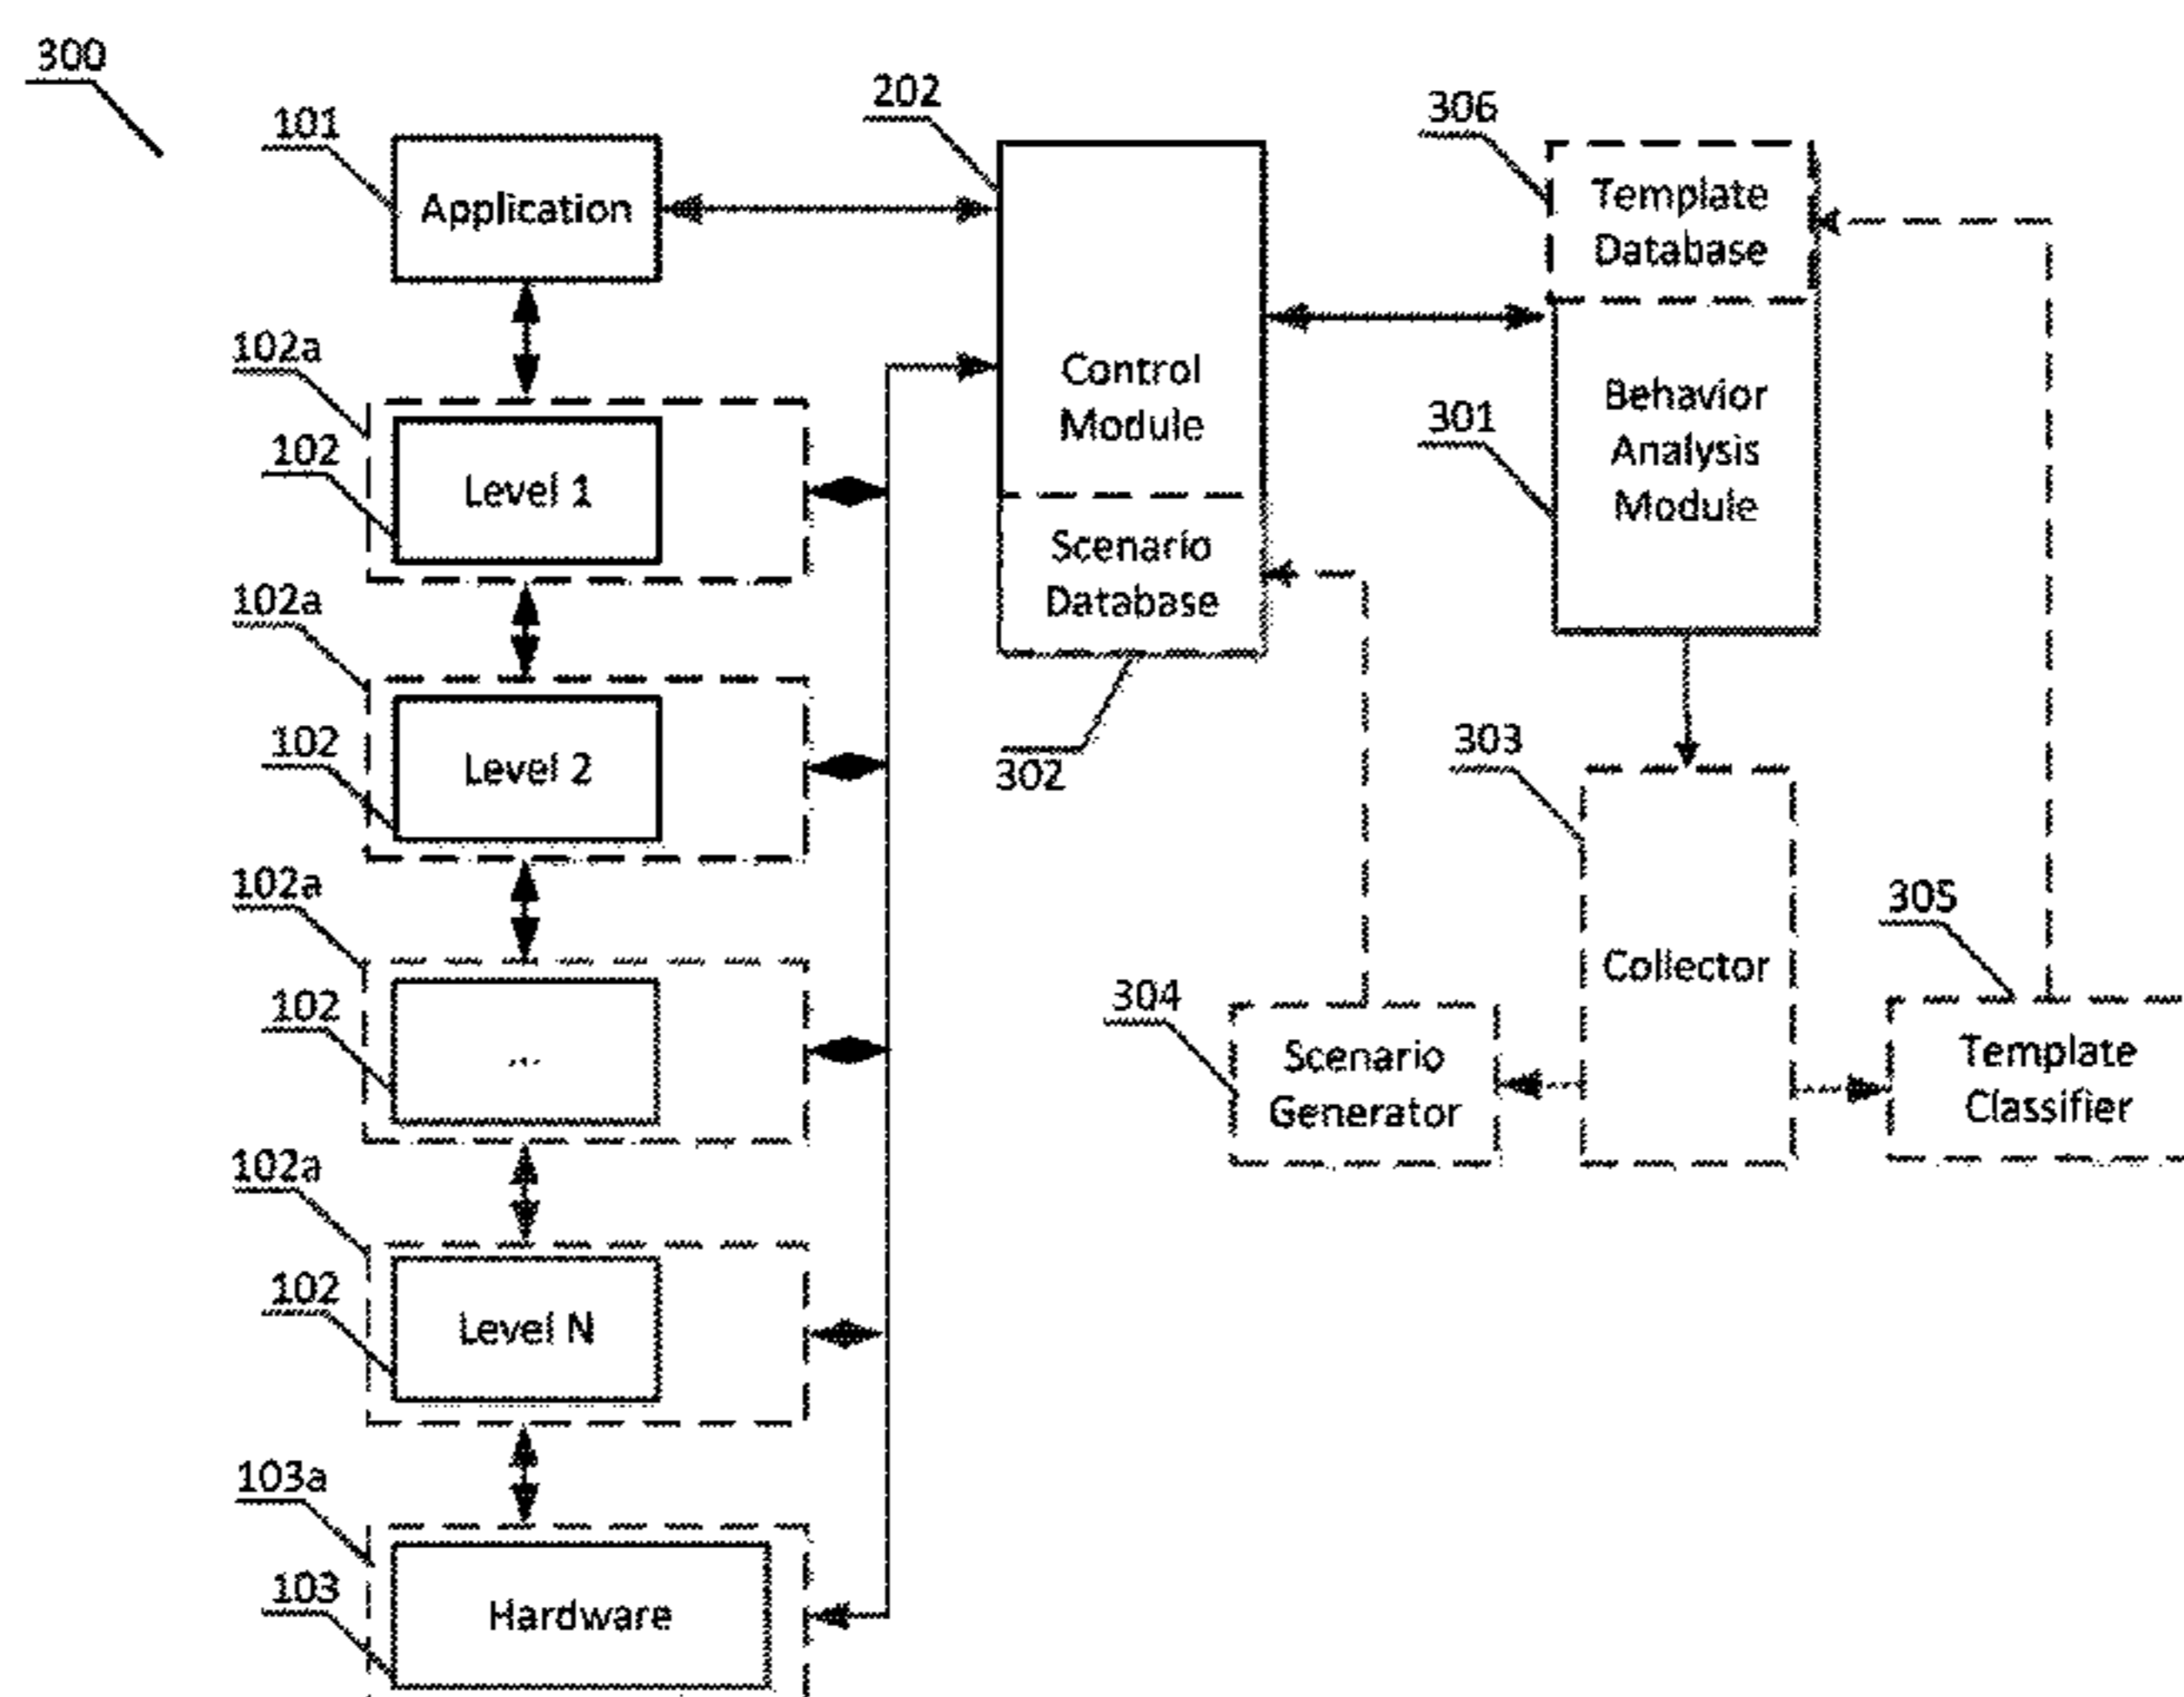 300
101
Application
202
306
Template
Database
102a
102
Level 1
Control
Module
301
Behavior
Analysis
Module
Scenario
Database
302
102a
102
Level 2
303
Collector
102a
102
...
304
Scenario
Generator
305
Template
Classifier
102a
102
Level N
103a
103
Hardware